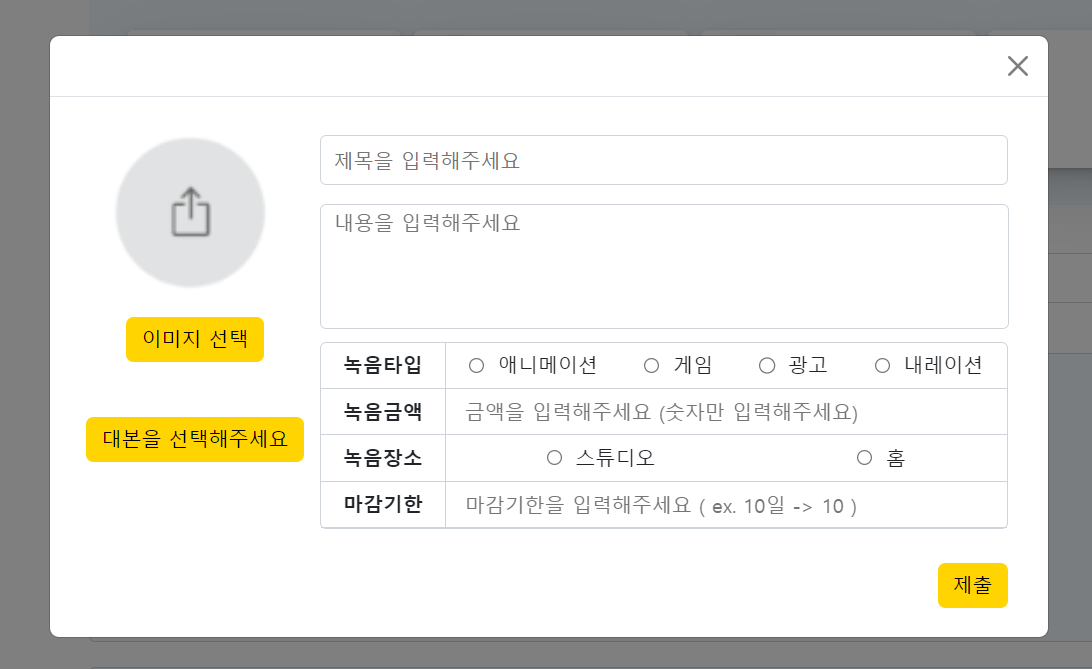 제목을 입력해주세요
내용을 입력해주세요
이미지 선택
대본을 선택해주세요
녹음타입 애니메이션 게임 광고 내레이션
녹음금액 금액을 입력해주세요 (숫자만 입력해주세요)
녹음장소 스튜디오 홈
마감기한 마감기한을 입력해주세요 ( ex. 10일 -> 10 )
제출